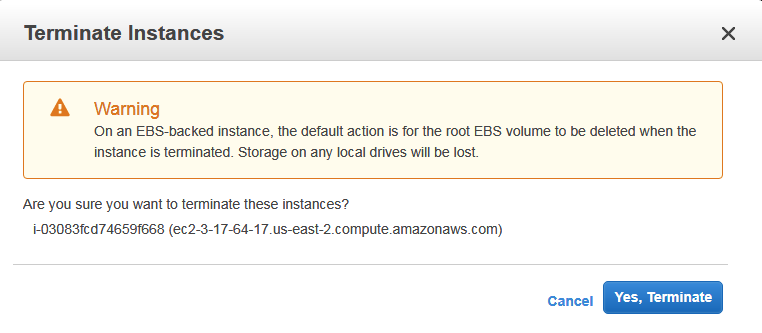 Terminate Instances
Warning
On an EBS-backed instance, the default action is for the root EBS volume to be deleted when the
instance is terminated. Storage on any local drives will be lost.
Are you sure you want to terminate these instances?
i-03083fcd74659f668 (ec2-3-17-64-17.us-east-2.compute.amazonaws.com)
Cancel
Yes, Terminate